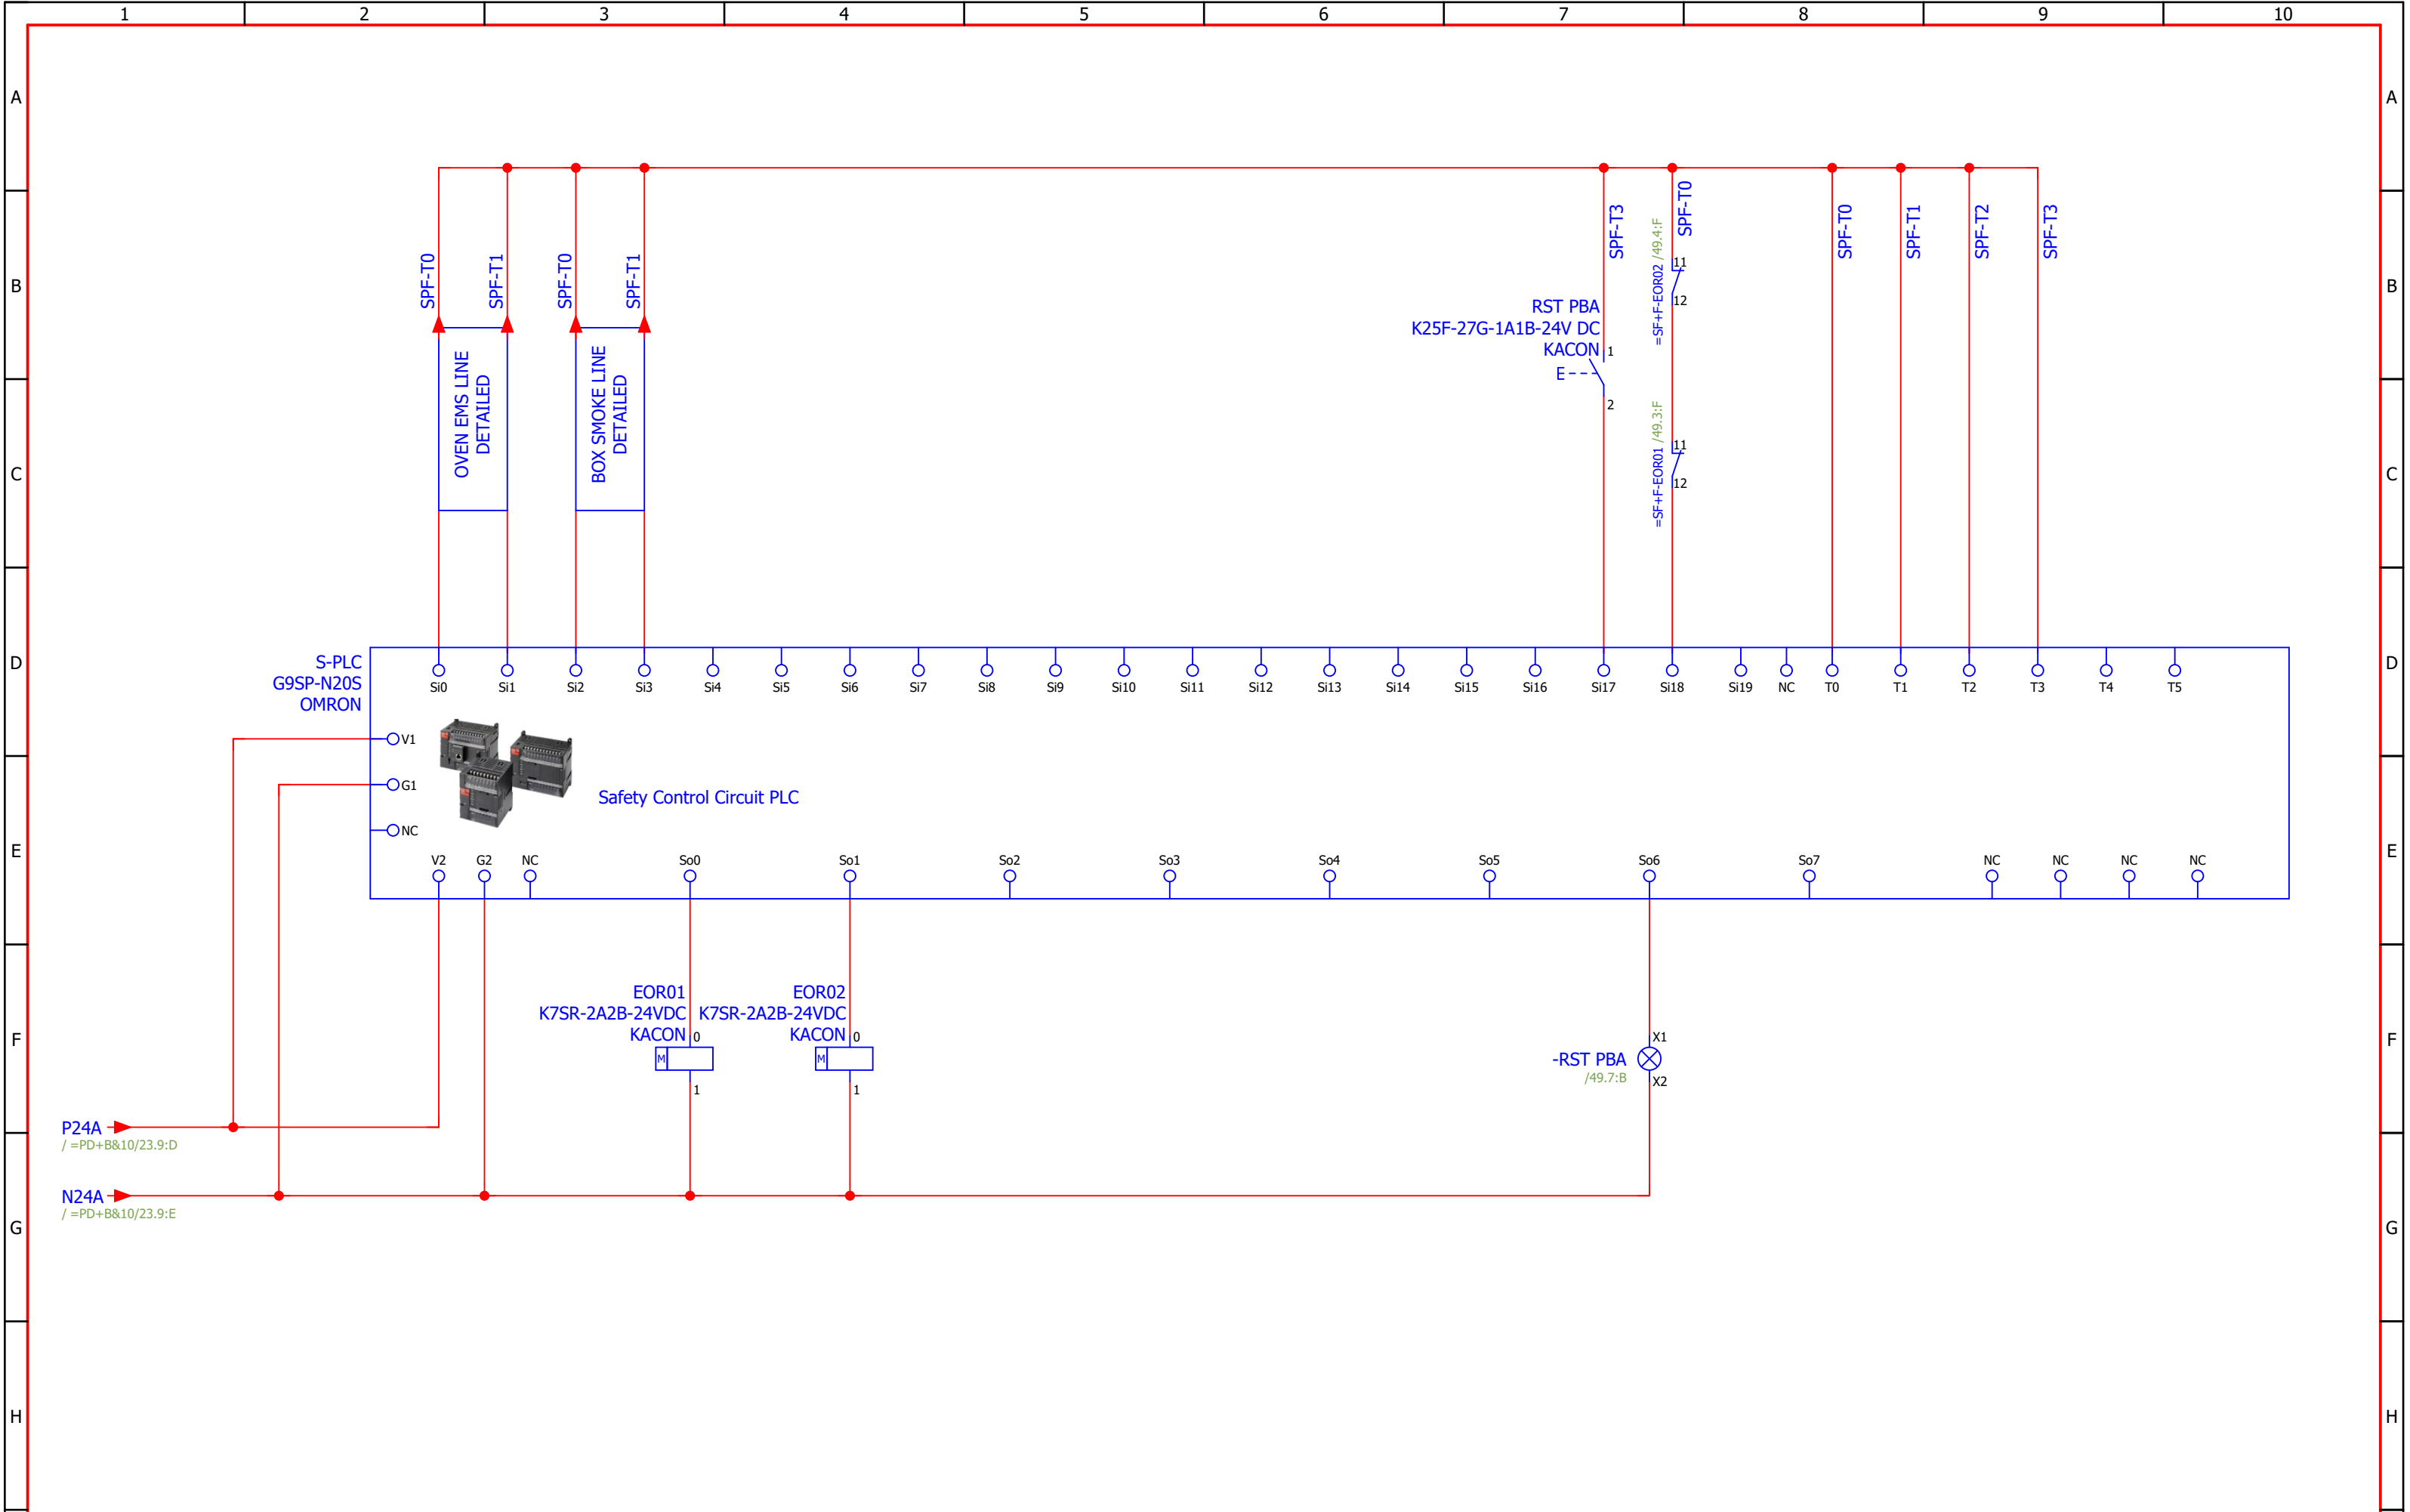 1 2 3 4 5 6 7 8 9 10
A A
SPF-T0
SPF-T1
SPF-T0
SPF-T1
SPF-T3
SPF-T0
SPF-T0
SPF-T1
SPF-T2
SPF-T3
B B
OVEN EMS LINE
DETAILED
BOX SMOKE LINE
DETAILED
RST PBA
K25F-27G-1A1B-24V DC
KACON 1
E
2
=SF+F-EOR02 /49.4:F
11
12
=SF+F-EOR01 /49.3:F
11
12
C C
D D
S-PLC
G9SP-N20S
OMRON
Si0 Si1 Si2 Si3 Si4 Si5 Si6 Si7 Si8 Si9 Si10 Si11 Si12 Si13 Si14 Si15 Si16 Si17 Si18 Si19 NC T0 T1 T2 T3 T4 T5
V1
G1
Safety Control Circuit PLC
NC
E E
V2 G2 NC So0 So1 So2 So3 So4 So5 So6 So7 NC NC NC NC
EOR01
K7SR-2A2B-24VDC
KACON 0
M
1
EOR02
K7SR-2A2B-24VDC
KACON 0
M
1
F F
X1
-RST PBA
/49.7:B
X2
P24A
/ =PD+B&10/23.9:D
N24A
/ =PD+B&10/23.9:E
G G
H H